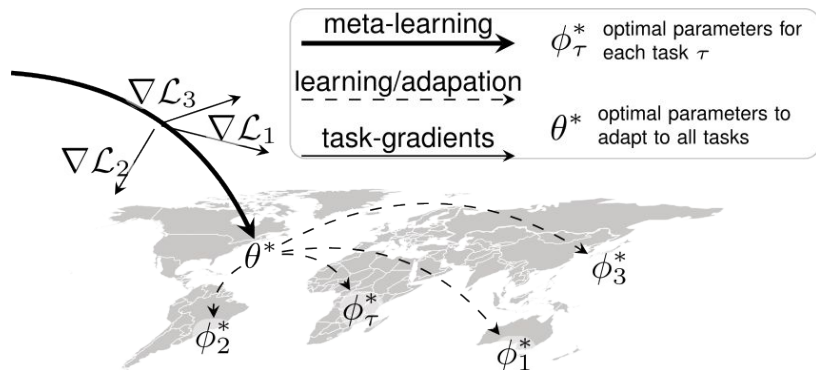 meta-learning
learning/adapation
task-gradients
ϕ*τ optimal parameters for
each task τ
θ* optimal parameters to
adapt to all tasks
∇ℒ₃
∇ℒ₁
∇ℒ₂
θ*
ϕ*₃
ϕ*τ
ϕ*₂
ϕ*₁